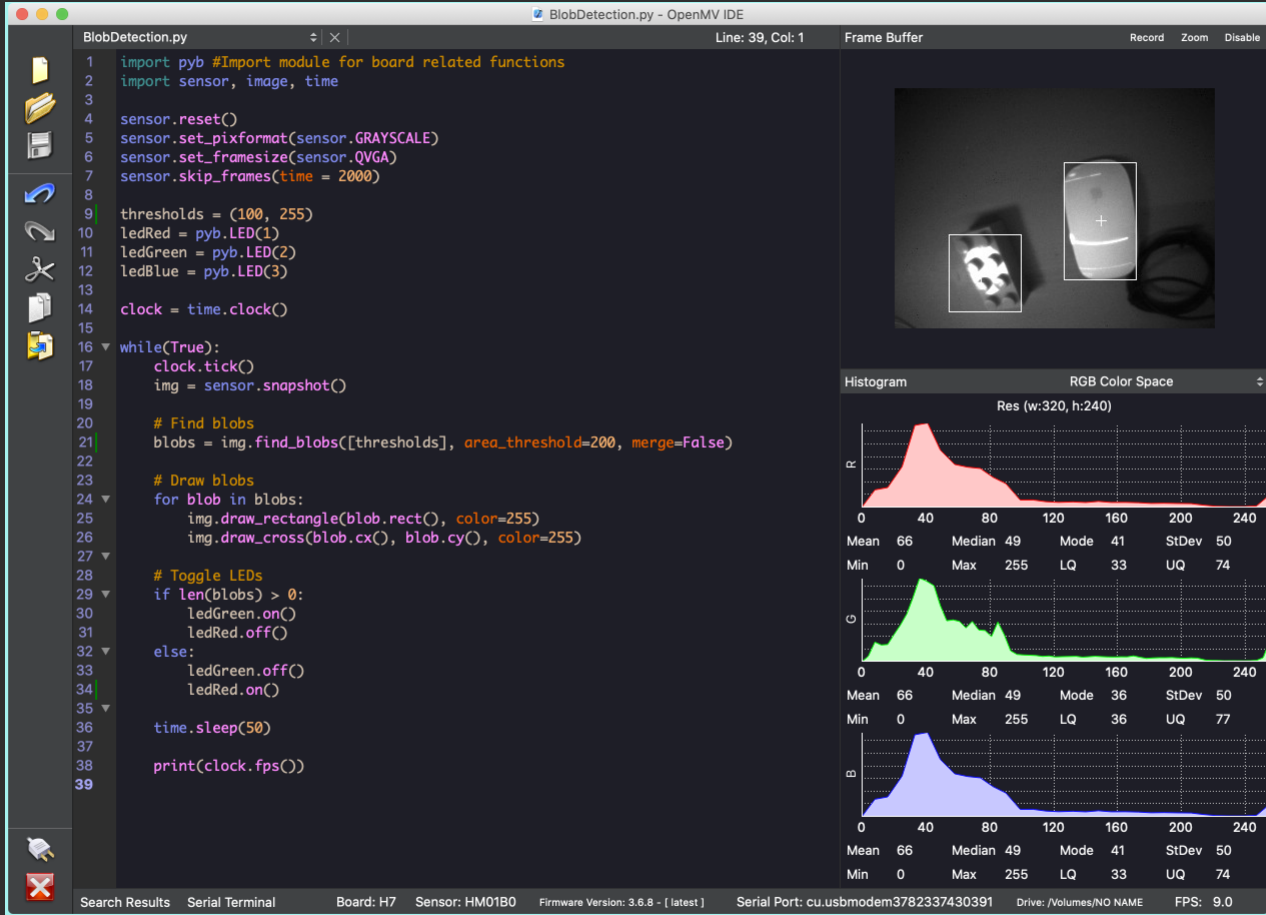 BlobDetection.py - OpenMV IDE
BlobDetection.py
Line: 39, Col: 1
Frame Buffer
Record Zoom Disable
1 import pyb #Import module for board related functions
2 import sensor, image, time
3
4 sensor.reset()
5 sensor.set_pixformat(sensor.GRAYSCALE)
6 sensor.set_framesize(sensor.QVGA)
7 sensor.skip_frames(time = 2000)
8
9 thresholds = (100, 255)
10 ledRed = pyb.LED(1)
11 ledGreen = pyb.LED(2)
12 ledBlue = pyb.LED(3)
13
14 clock = time.clock()
15
16 while(True):
17 clock.tick()
18 img = sensor.snapshot()
19
20 # Find blobs
21 blobs = img.find_blobs([thresholds], area_threshold=200, merge=False)
22
23 # Draw blobs
24 for blob in blobs:
25 img.draw_rectangle(blob.rect(), color=255)
26 img.draw_cross(blob.cx(), blob.cy(), color=255)
27
28 # Toggle LEDs
29 if len(blobs) > 0:
30 ledGreen.on()
31 ledRed.off()
32 else:
33 ledGreen.off()
34 ledRed.on()
35
36 time.sleep(50)
37
38 print(clock.fps())
39
Histogram RGB Color Space
Res (w:320, h:240)
R
0 40 80 120 160 200 240
Mean 66 Median 49 Mode 41 StDev 50
Min 0 Max 255 LQ 33 UQ 74
G
0 40 80 120 160 200 240
Mean 66 Median 49 Mode 36 StDev 50
Min 0 Max 255 LQ 36 UQ 77
B
0 40 80 120 160 200 240
Mean 66 Median 49 Mode 41 StDev 50
Min 0 Max 255 LQ 33 UQ 74
Search Results Serial Terminal Board: H7 Sensor: HM01B0 Firmware Version: 3.6.8 - [ latest ] Serial Port: cu.usbmodem3782337430391 Drive: /Volumes/NO NAME FPS: 9.0